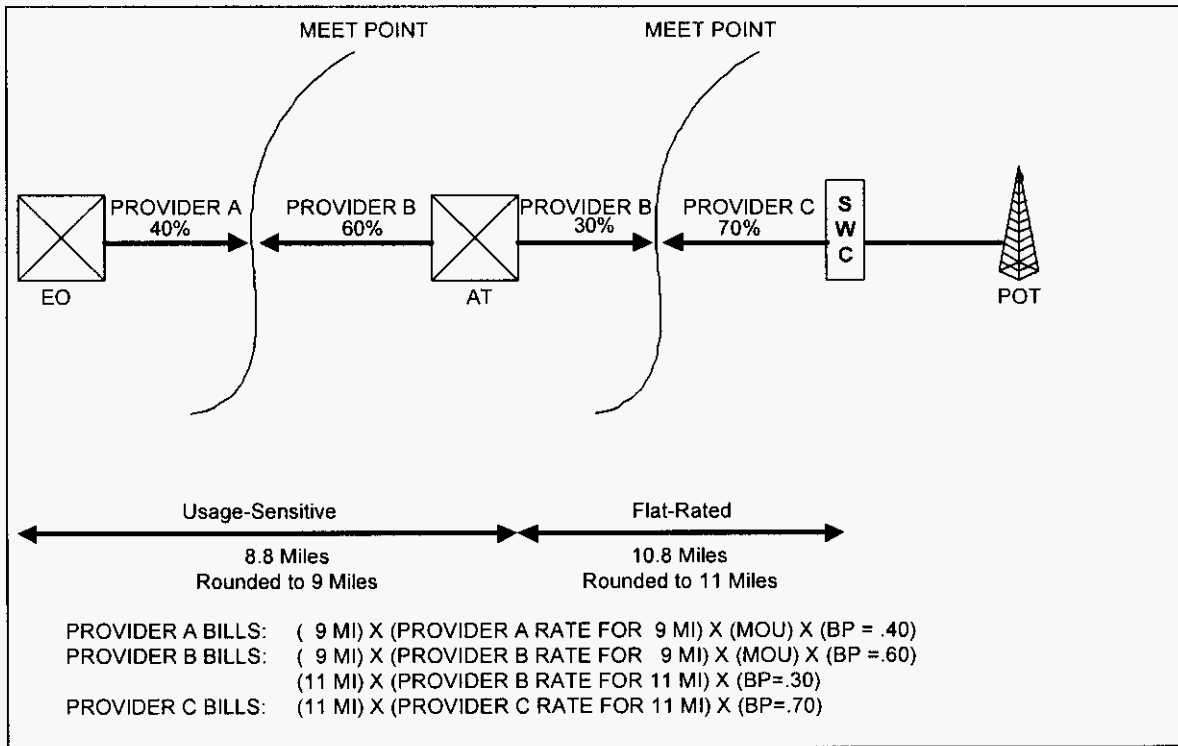 MEET POINT
MEET POINT
PROVIDER A
40%
PROVIDER B
60%
PROVIDER B
30%
PROVIDER C
70%
S
W
C
EO
AT
POT
Usage-Sensitive
Flat-Rated
8.8 Miles
Rounded to 9 Miles
10.8 Miles
Rounded to 11 Miles
PROVIDER A BILLS: ( 9 MI) X (PROVIDER A RATE FOR 9 MI) X (MOU) X (BP = .40)
PROVIDER B BILLS: ( 9 MI) X (PROVIDER B RATE FOR 9 MI) X (MOU) X (BP =.60)
(11 MI) X (PROVIDER B RATE FOR 11 MI) X (BP=.30)
PROVIDER C BILLS: (11 MI) X (PROVIDER C RATE FOR 11 MI) X (BP=.70)